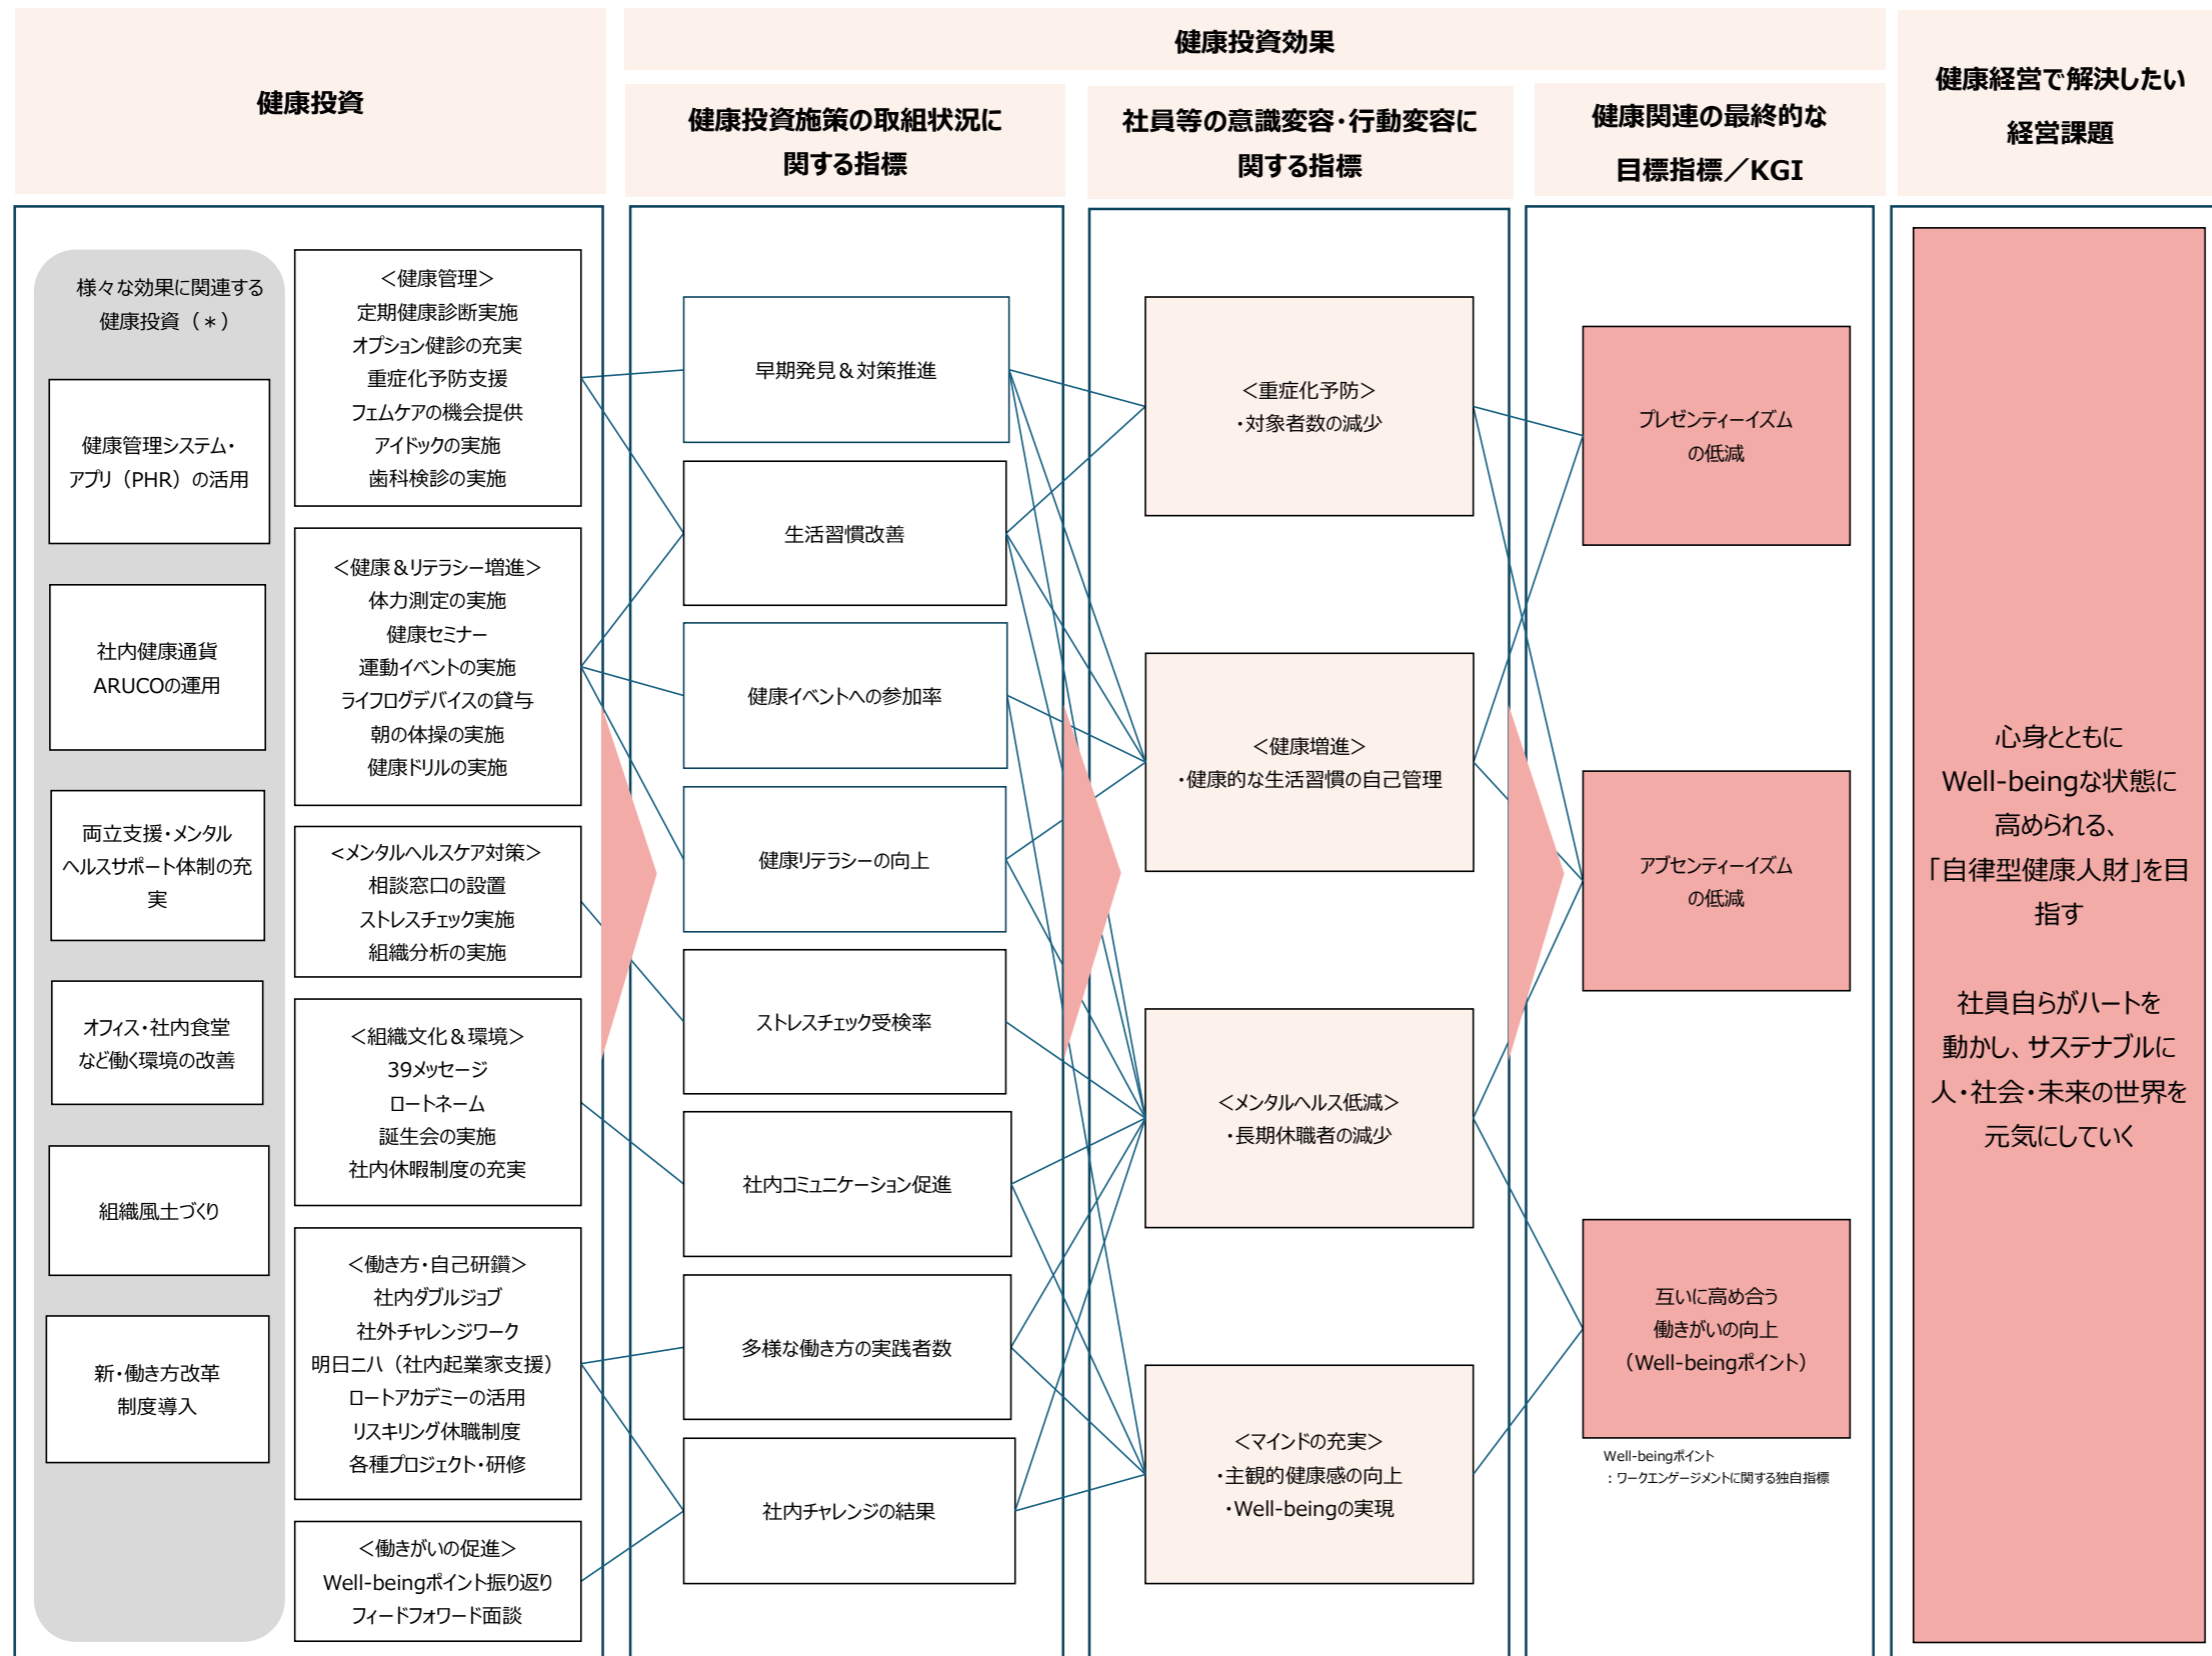 健康投資
健康投資効果
健康投資施策の取組状況に
関する指標
社員等の意識変容・行動変容に
関する指標
健康関連の最終的な
目標指標／KGI
健康経営で解決したい
経営課題
様々な効果に関連する
健康投資（＊）
健康管理システム・
アプリ（PHR）の活用
社内健康通貨
ARUCOの運用
両立支援・メンタル
ヘルスサポート体制の充
実
オフィス・社内食堂
など働く環境の改善
組織風土づくり
新・働き方改革
制度導入
＜健康管理＞
定期健康診断実施
オプション健診の充実
重症化予防支援
フェムケアの機会提供
アイドックの実施
歯科検診の実施
＜健康＆リテラシー増進＞
体力測定の実施
健康セミナー
運動イベントの実施
ライフログデバイスの貸与
朝の体操の実施
健康ドリルの実施
＜メンタルヘルスケア対策＞
相談窓口の設置
ストレスチェック実施
組織分析の実施
＜組織文化＆環境＞
39メッセージ
ロートネーム
誕生会の実施
社内休暇制度の充実
＜働き方・自己研鑽＞
社内ダブルジョブ
社外チャレンジワーク
明日ニハ（社内起業家支援）
ロートアカデミーの活用
リスキリング休職制度
各種プロジェクト・研修
＜働きがいの促進＞
Well-beingポイント振り返り
フィードフォワード面談
早期発見＆対策推進
生活習慣改善
健康イベントへの参加率
健康リテラシーの向上
ストレスチェック受検率
社内コミュニケーション促進
多様な働き方の実践者数
社内チャレンジの結果
＜重症化予防＞
・対象者数の減少
＜健康増進＞
・健康的な生活習慣の自己管理
＜メンタルヘルス低減＞
・長期休職者の減少
＜マインドの充実＞
・主観的健康感の向上
・Well-beingの実現
プレゼンティーイズム
の低減
アブセンティーイズム
の低減
互いに高め合う
働きがいの向上
（Well-beingポイント）
Well-beingポイント
：ワークエンゲージメントに関する独自指標
心身とともに
Well-beingな状態に
高められる、
「自律型健康人財」を目
指す
社員自らがハートを
動かし、サステナブルに
人・社会・未来の世界を
元気にしていく